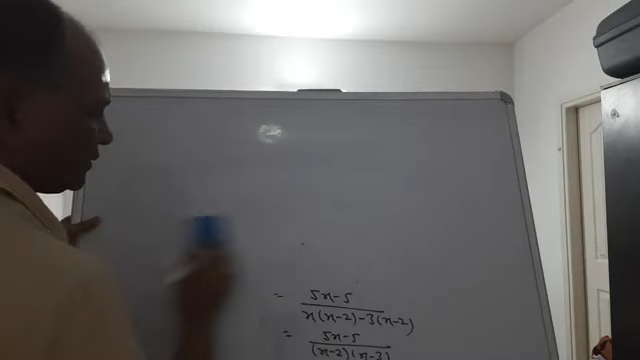 = 5x-5
x(x-2)-3(x-2)
= 5x-5
(x-2)(x-3)